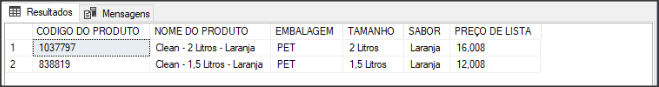 Resultados Mensagens
CODIGO DO PRODUTO NOME DO PRODUTO EMBALAGEM TAMANHO SABOR PREÇO DE LISTA
1 1037797 Clean - 2 Litros - Laranja PET 2 Litros Laranja 16,008
2 838819 Clean - 1,5 Litros - Laranja PET 1,5 Litros Laranja 12,008